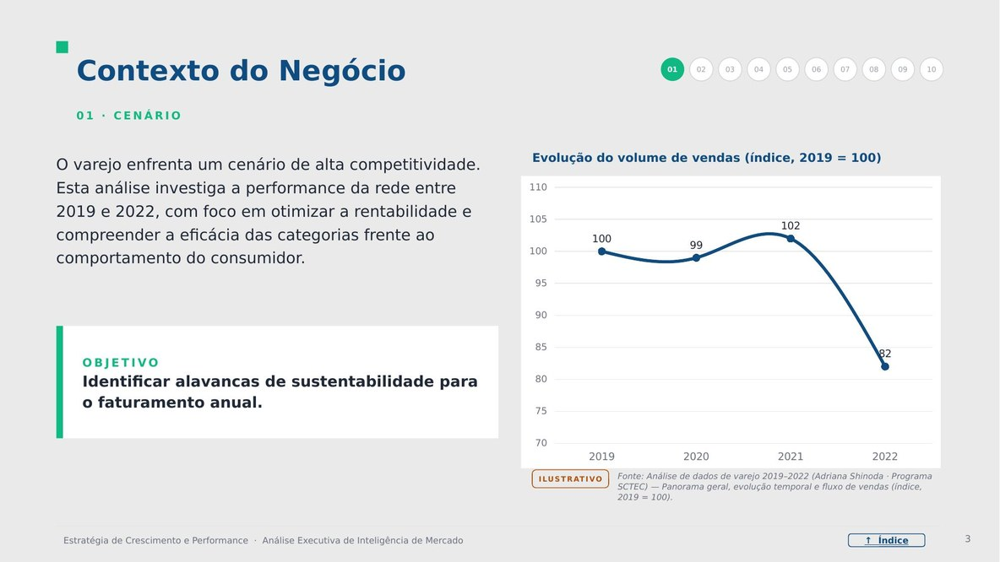 Contexto do Negócio
01 02 03 04 05 06 07 08 09 10
01 · CENÁRIO
O varejo enfrenta um cenário de alta competitividade.
Esta análise investiga a performance da rede entre
2019 e 2022, com foco em otimizar a rentabilidade e
compreender a eficácia das categorias frente ao
comportamento do consumidor.
OBJETIVO
Identificar alavancas de sustentabilidade para
o faturamento anual.
Evolução do volume de vendas (índice, 2019 = 100)
110
105
100
95
90
85
80
75
70
100
99
102
82
2019 2020 2021 2022
ILUSTRATIVO
Fonte: Análise de dados de varejo 2019–2022 (Adriana Shinoda · Programa
SCTEC) — Panorama geral, evolução temporal e fluxo de vendas (índice,
2019 = 100).
Estratégia de Crescimento e Performance · Análise Executiva de Inteligência de Mercado
↑ Índice
3